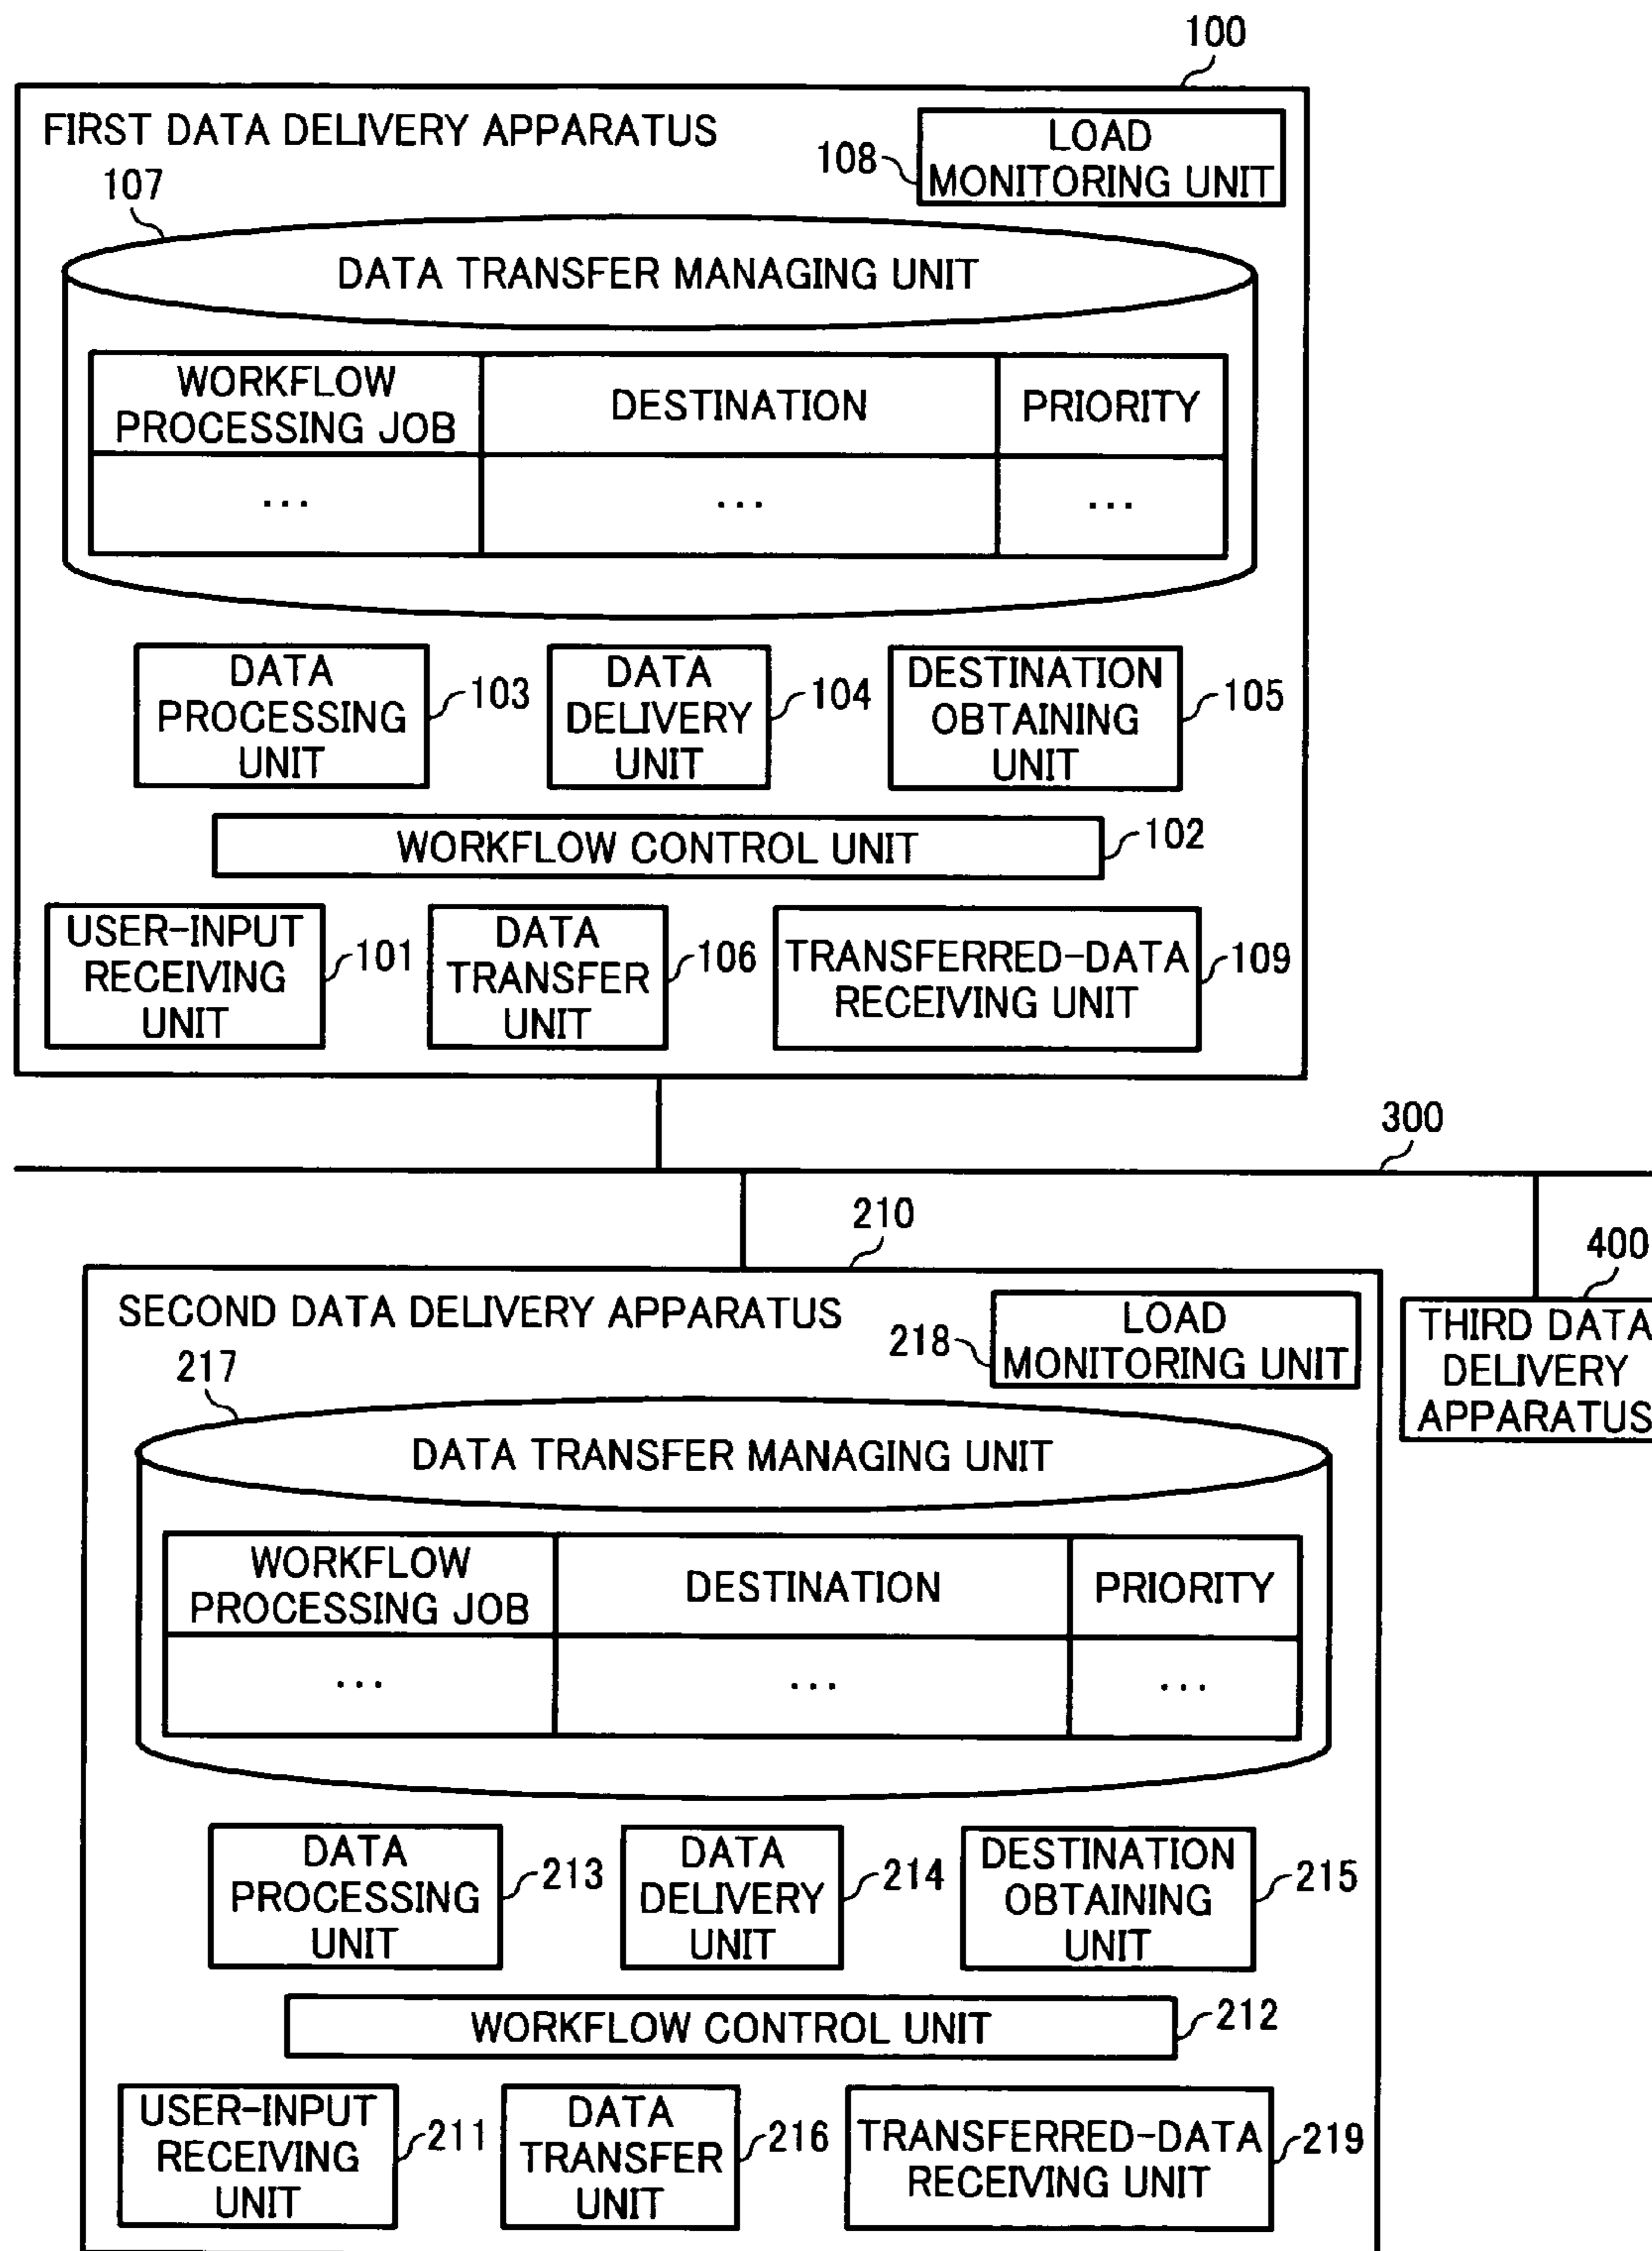 100
FIRST DATA DELIVERY APPARATUS
LOAD
MONITORING UNIT
108
107
DATA TRANSFER MANAGING UNIT
WORKFLOW
PROCESSING JOB
DESTINATION
PRIORITY
...
...
...
DATA
PROCESSING
UNIT
103
DATA
DELIVERY
UNIT
104
DESTINATION
OBTAINING
UNIT
105
WORKFLOW CONTROL UNIT
102
USER-INPUT
RECEIVING
UNIT
101
DATA
TRANSFER
UNIT
106
TRANSFERRED-DATA
RECEIVING UNIT
109
300
210
400
SECOND DATA DELIVERY APPARATUS
LOAD
MONITORING UNIT
218
THIRD DATA
DELIVERY
APPARATUS
217
DATA TRANSFER MANAGING UNIT
WORKFLOW
PROCESSING JOB
DESTINATION
PRIORITY
...
...
...
DATA
PROCESSING
UNIT
213
DATA
DELIVERY
UNIT
214
DESTINATION
OBTAINING
UNIT
215
WORKFLOW CONTROL UNIT
212
USER-INPUT
RECEIVING
UNIT
211
DATA
TRANSFER
UNIT
216
TRANSFERRED-DATA
RECEIVING UNIT
219